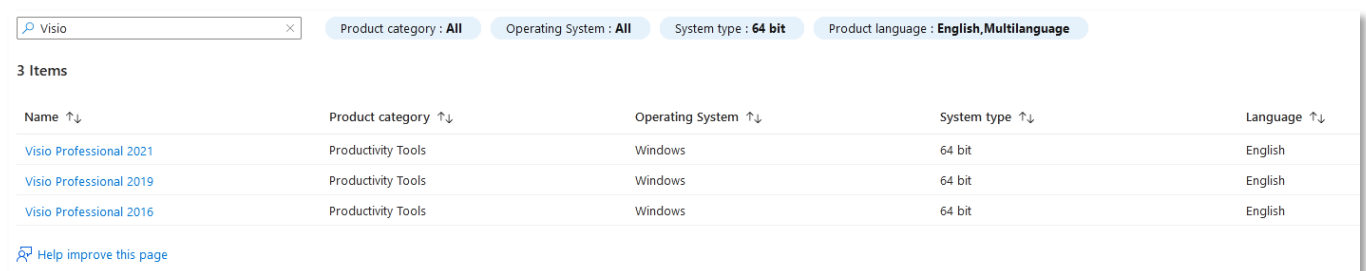 Visio
Product category : All Operating System : All System type : 64 bit Product language : English,Multilanguage
3 Items
Name ↑↓ Product category ↑↓ Operating System ↑↓ System type ↑↓ Language ↑↓
Visio Professional 2021 Productivity Tools Windows 64 bit English
Visio Professional 2019 Productivity Tools Windows 64 bit English
Visio Professional 2016 Productivity Tools Windows 64 bit English
Help improve this page